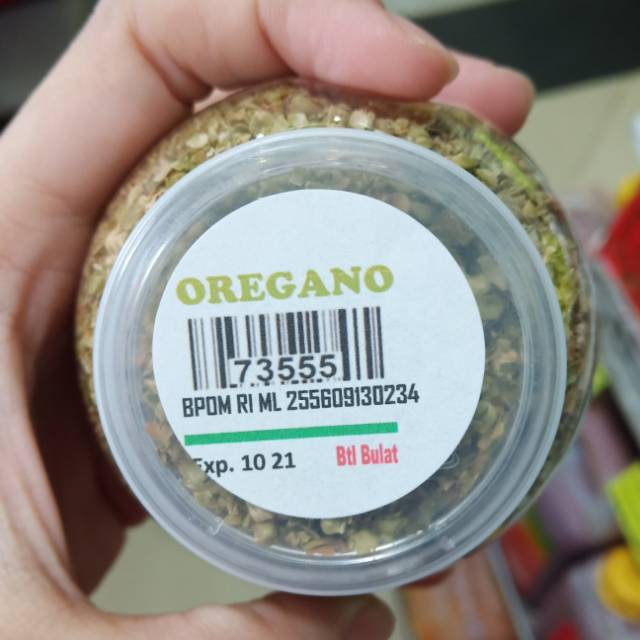 OREGANO
73555
BPOM RI ML 255609130234
Exp. 10 21
Btl Bulat